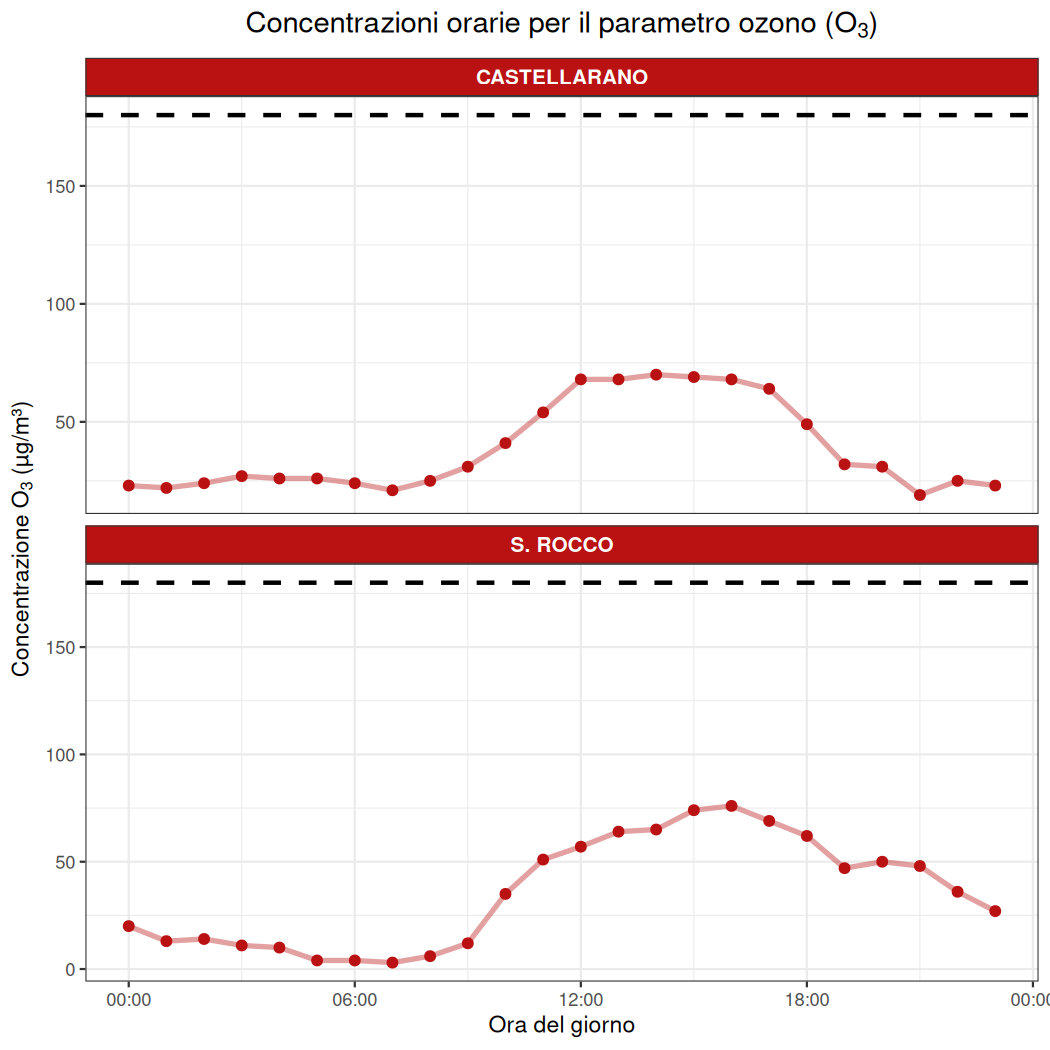 Concentrazioni orarie per il parametro ozono (O₃)
CASTELLARANO
150
100
50
S. ROCCO
150
100
50
0
Concentrazione O₃ (µg/m³)
00:00 06:00 12:00 18:00 00:00
Ora del giorno